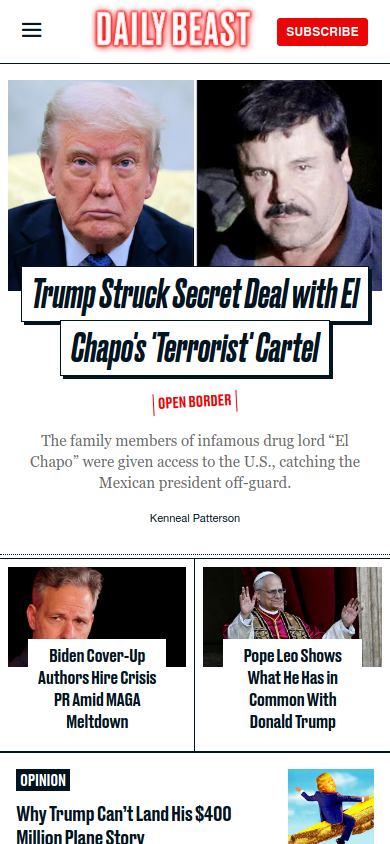 DAILY BEAST
SUBSCRIBE
Trump Struck Secret Deal with El
Chapo's 'Terrorist' Cartel
OPEN BORDER
The family members of infamous drug lord “El
Chapo” were given access to the U.S., catching the
Mexican president off-guard.
Kenneal Patterson
Biden Cover-Up
Authors Hire Crisis
PR Amid MAGA
Meltdown
Pope Leo Shows
What He Has in
Common With
Donald Trump
OPINION
Why Trump Can’t Land His $400
Million Plane Story